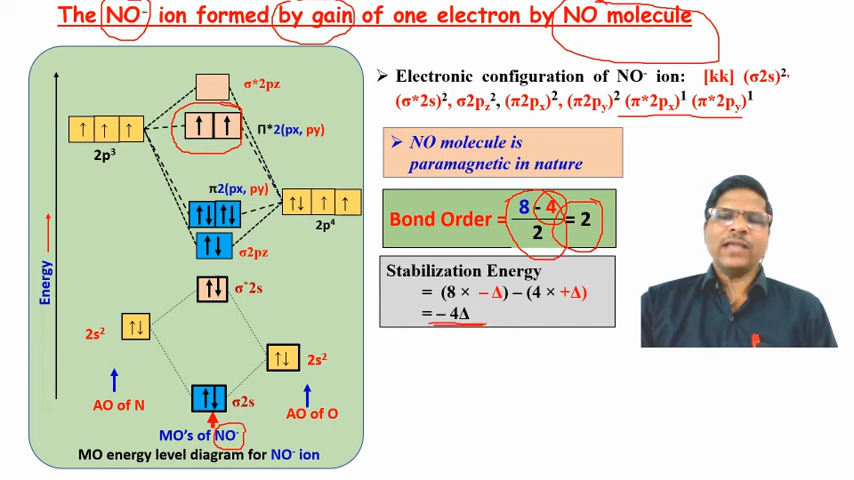 The NO⁻ ion formed by gain of one electron by NO molecule
➢ Electronic configuration of NO⁻ ion: [kk] (σ2s)²,
(σ*2s)², σ2pz², (π2px)², (π2py)² (π*2px)¹ (π*2py)¹
➢ NO molecule is
paramagnetic in nature
Bond Order = 8 - 4 / 2 = 2
Stabilization Energy
= (8 × – Δ) – (4 × +Δ)
= – 4Δ
σ*2pz
↑ ↑ ↑
2p³
↑ ↑
Π*2(px, py)
π2(px, py)
↑↓ ↑↓
↑↓ ↑ ↑
2p⁴
↑↓
σ2pz
Energy →
↑↓
σ*2s
2s²
↑↓
↑↓
2s²
↑↓
σ2s
AO of N
AO of O
MO's of NO⁻
MO energy level diagram for NO⁻ ion